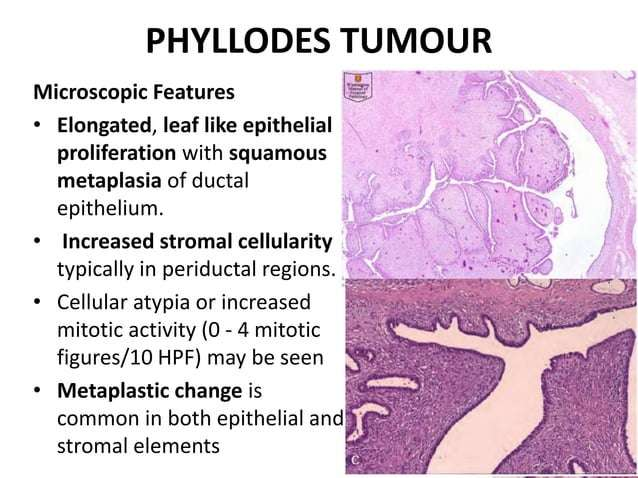 PHYLLODES TUMOUR
Microscopic Features
• Elongated, leaf like epithelial
proliferation with squamous
metaplasia of ductal
epithelium.
• Increased stromal cellularity
typically in periductal regions.
• Cellular atypia or increased
mitotic activity (0 - 4 mitotic
figures/10 HPF) may be seen
• Metaplastic change is
common in both epithelial and
stromal elements
C